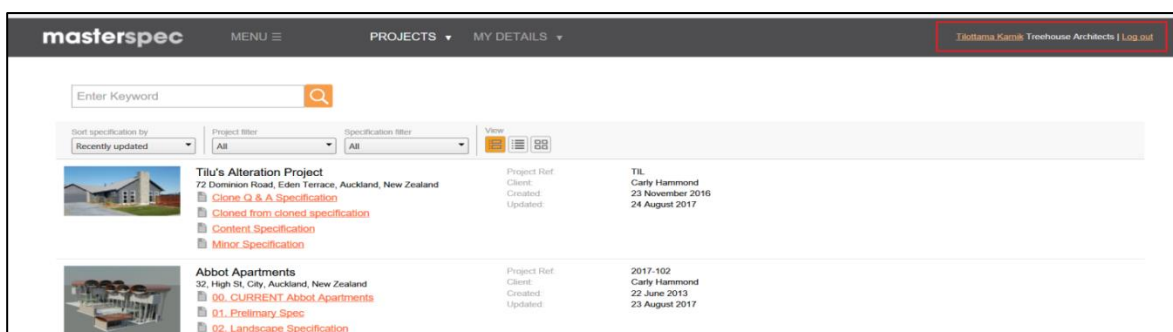 masterspec
MENU ☰
PROJECTS ▼
MY DETAILS ▼
Tilottama Karnik Treehouse Architects | Log out
Enter Keyword
Sort specification by
Recently updated
Project filter
All
Specification filter
All
View
Tilu's Alteration Project
72 Dominion Road, Eden Terrace, Auckland, New Zealand
Clone Q & A Specification
Cloned from cloned specification
Content Specification
Minor Specification
Project Ref: TIL
Client: Carly Hammond
Created: 23 November 2016
Updated: 24 August 2017
Abbot Apartments
32, High St, City, Auckland, New Zealand
00. CURRENT Abbot Apartments
01. Prelimary Spec
02. Landscape Specification
Project Ref: 2017-102
Client: Carly Hammond
Created: 22 June 2013
Updated: 23 August 2017